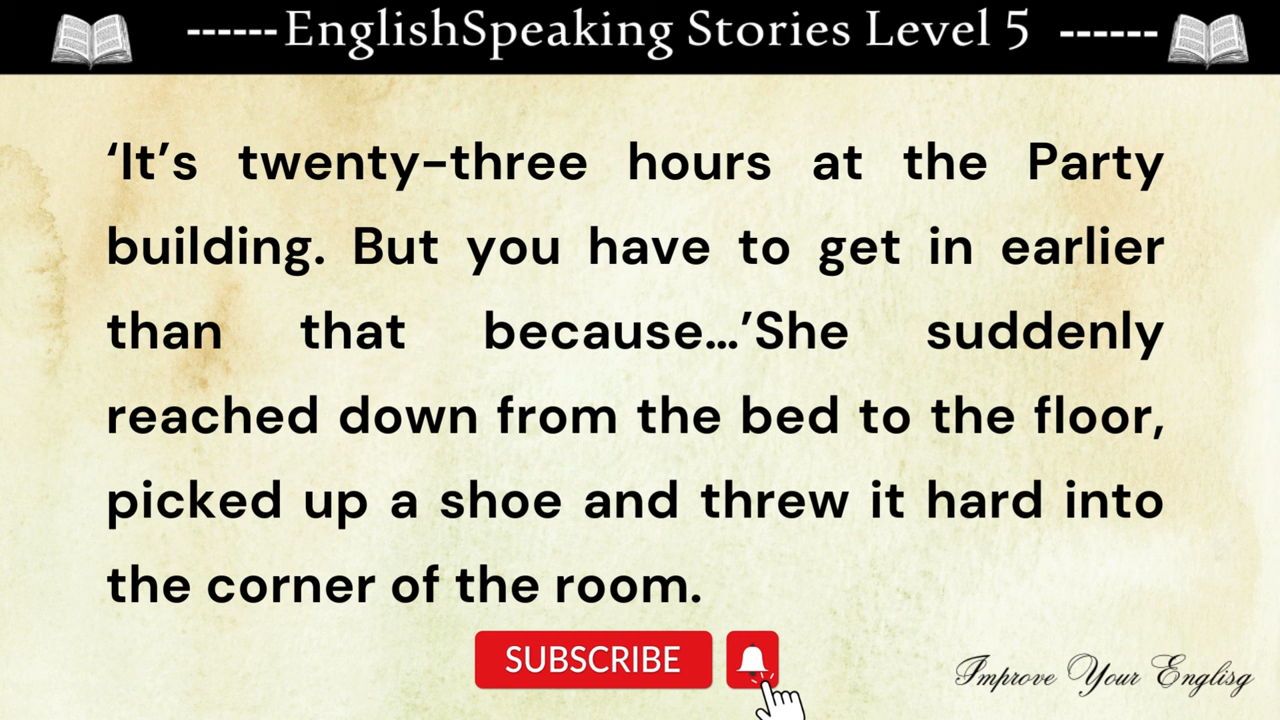 ------EnglishSpeaking Stories Level 5 ------
‘It’s twenty-three hours at the Party
building. But you have to get in earlier
than that because…’She suddenly
reached down from the bed to the floor,
picked up a shoe and threw it hard into
the corner of the room.
SUBSCRIBE
Improve Your Englisg